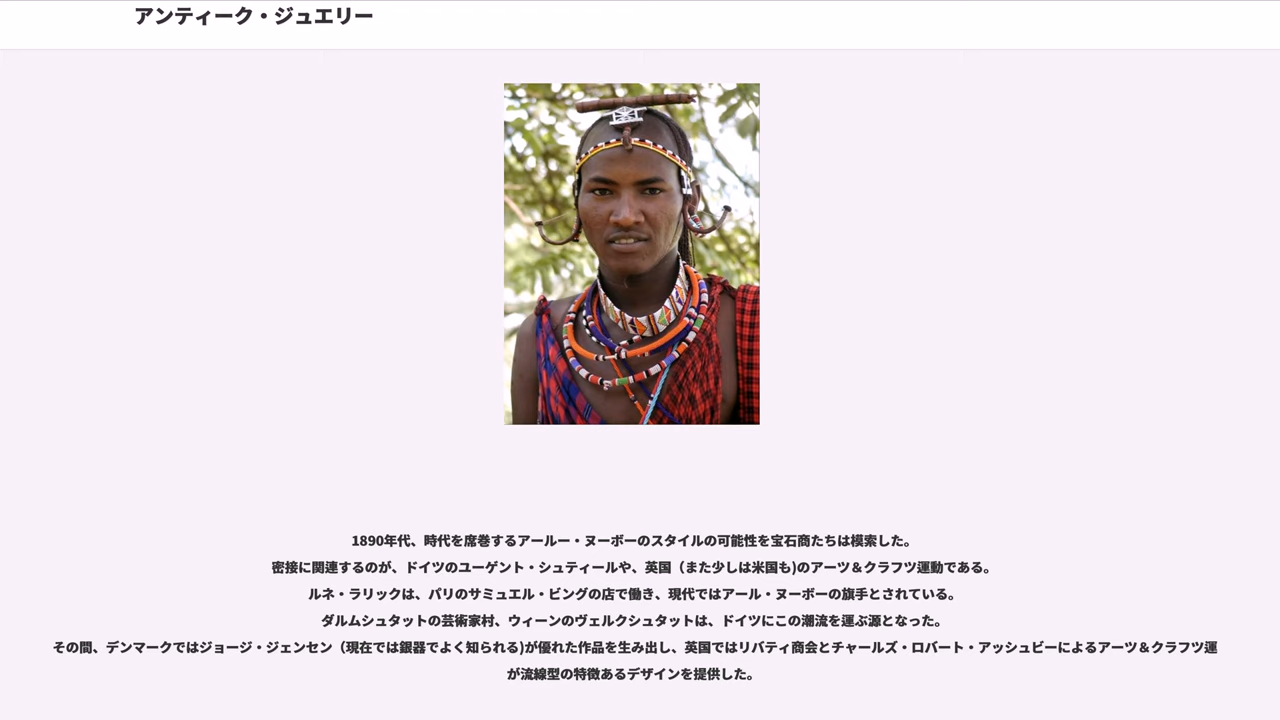 アンティーク・ジュエリー
1890年代、時代を席巻するアールー・ヌーボーのスタイルの可能性を宝石商たちは模索した。
密接に関連するのが、ドイツのユーゲント・シュティールや、英国（また少しは米国も)のアーツ＆クラフツ運動である。
ルネ・ラリックは、パリのサミュエル・ビングの店で働き、現代ではアール・ヌーボーの旗手とされている。
ダルムシュタットの芸術家村、ウィーンのヴェルクシュタットは、ドイツにこの潮流を運ぶ源となった。
その間、デンマークではジョージ・ジェンセン（現在では銀器でよく知られる)が優れた作品を生み出し、英国ではリバティ商会とチャールズ・ロバート・アッシュビーによるアーツ＆クラフツ運
が流線型の特徴あるデザインを提供した。